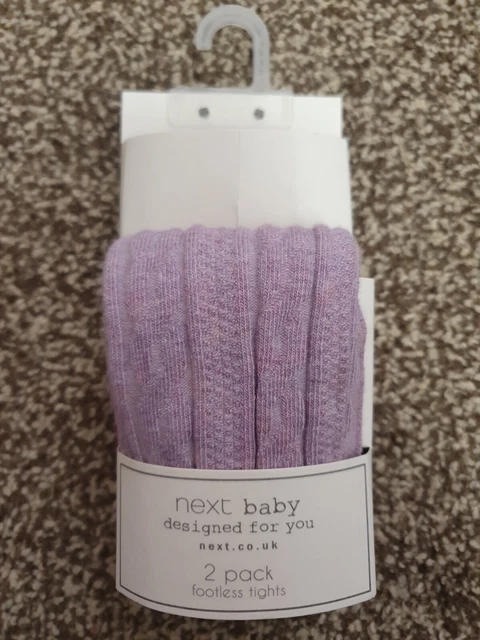 next baby
designed for you
next.co.uk
2 pack
footless tights